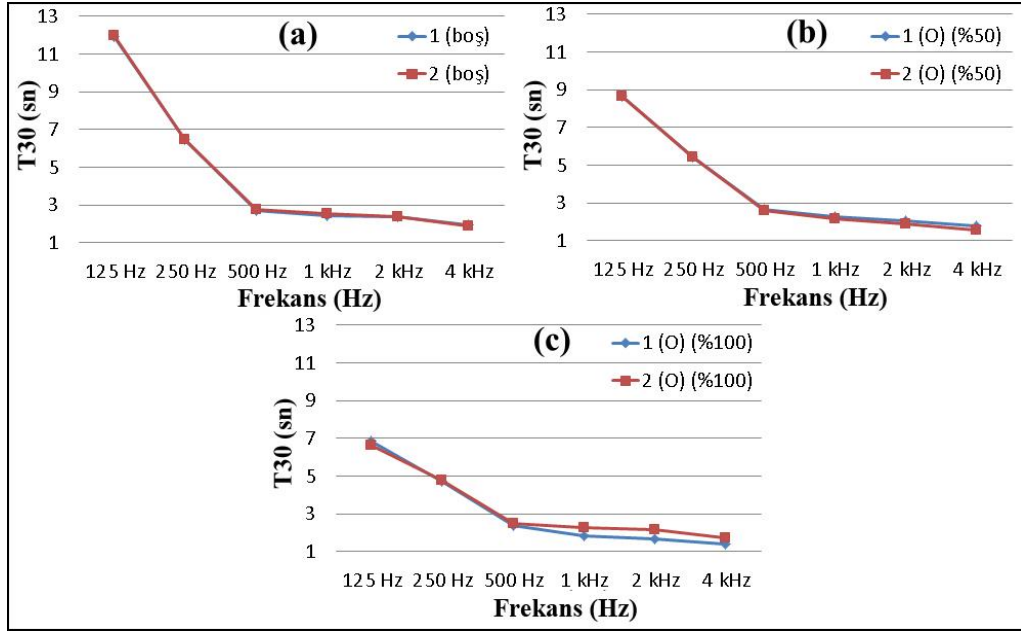 (a)
1 (boş)
2 (boş)
T30 (sn)
13
11
9
7
5
3
1
125 Hz 250 Hz 500 Hz 1 kHz 2 kHz 4 kHz
Frekans (Hz)
(b)
1 (O) (%50)
2 (O) (%50)
T30 (sn)
13
11
9
7
5
3
1
125 Hz 250 Hz 500 Hz 1 kHz 2 kHz 4 kHz
Frekans (Hz)
(c)
1 (O) (%100)
2 (O) (%100)
T30 (sn)
13
11
9
7
5
3
1
125 Hz 250 Hz 500 Hz 1 kHz 2 kHz 4 kHz
Frekans (Hz)